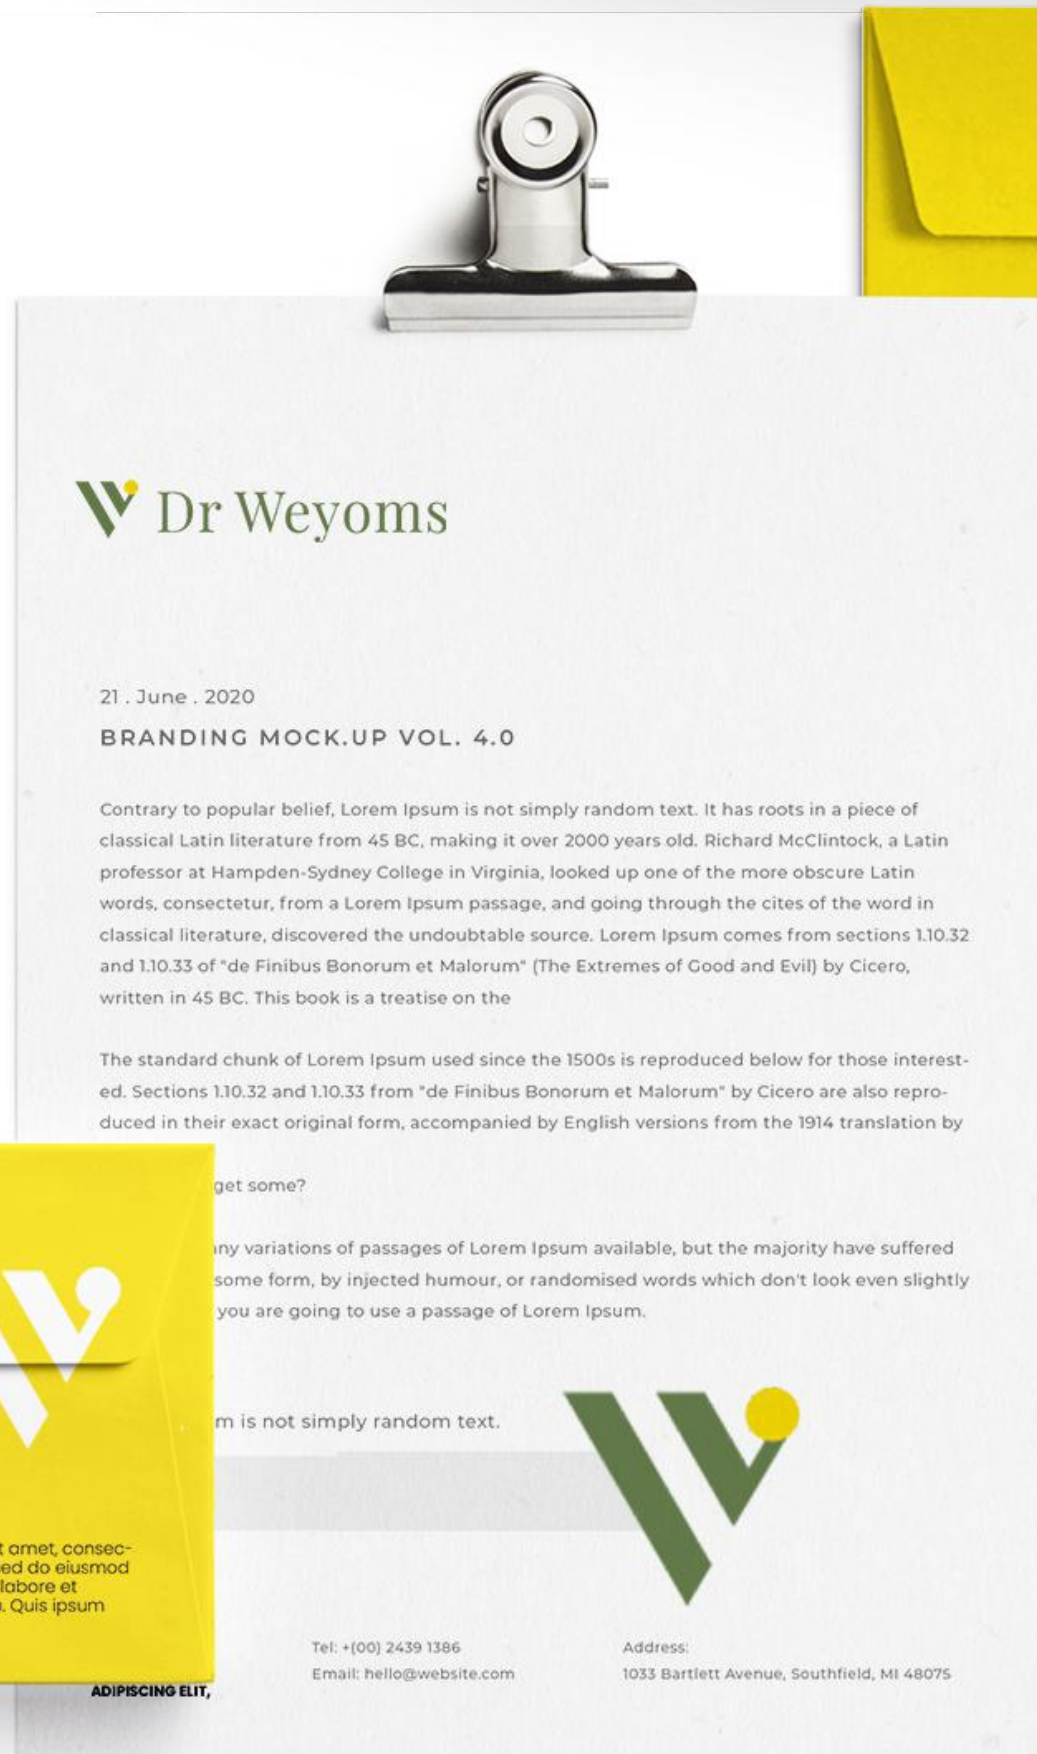 Dr Weyoms
21 . June . 2020
BRANDING MOCK.UP VOL. 4.0
Contrary to popular belief, Lorem Ipsum is not simply random text. It has roots in a piece of
classical Latin literature from 45 BC, making it over 2000 years old. Richard McClintock, a Latin
professor at Hampden-Sydney College in Virginia, looked up one of the more obscure Latin
words, consectetur, from a Lorem Ipsum passage, and going through the cites of the word in
classical literature, discovered the undoubtable source. Lorem Ipsum comes from sections 1.10.32
and 1.10.33 of "de Finibus Bonorum et Malorum" (The Extremes of Good and Evil) by Cicero,
written in 45 BC. This book is a treatise on the
The standard chunk of Lorem Ipsum used since the 1500s is reproduced below for those interest-
ed. Sections 1.10.32 and 1.10.33 from "de Finibus Bonorum et Malorum" by Cicero are also repro-
duced in their exact original form, accompanied by English versions from the 1914 translation by
get some?
ny variations of passages of Lorem Ipsum available, but the majority have suffered
some form, by injected humour, or randomised words which don't look even slightly
you are going to use a passage of Lorem Ipsum.
m is not simply random text.
t amet, consec-
ed do eiusmod
labore et
. Quis ipsum
ADIPISCING ELIT,
Tel: +(00) 2439 1386
Email: hello@website.com
Address:
1033 Bartlett Avenue, Southfield, MI 48075